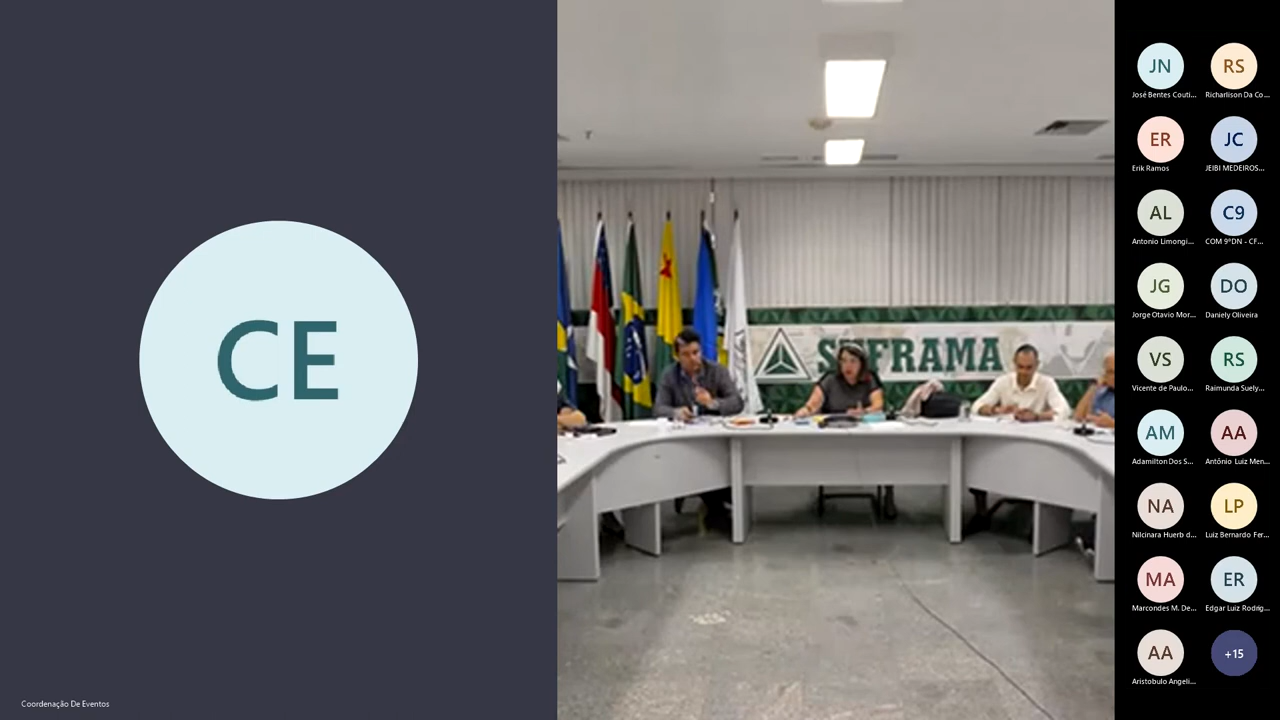 CE
Coordenação De Eventos
SUFRAMA
JN
RS
José Bentes Couti...
Richarlison Da Co...
ER
JC
Erik Ramos
JEIBI MEDEIROS...
AL
C9
Antonio Limongi...
COM 9ºDN - CF...
JG
DO
Jorge Otavio Mor...
Daniely Oliveira
VS
RS
Vicente de Paulo...
Raimunda Suely...
AM
AA
Adamilton Dos S...
Antônio Luiz Men...
NA
LP
Nilcinara Huerb d...
Luiz Bernardo Fer...
MA
ER
Marcondes M. De...
Edgar Luiz Rodrig...
AA
+15
Aristobulo Angeli...